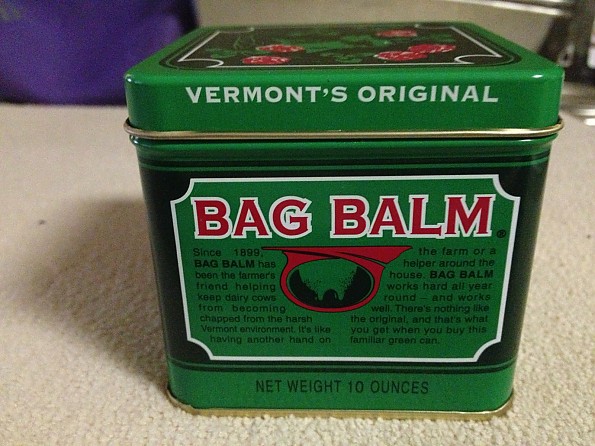 VERMONT'S ORIGINAL
BAG BALM®
Since 1899,
BAG BALM has
been the farmer's
friend helping
keep dairy cows
from becoming
chapped from the harsh
Vermont environment. It's like
having another hand on
the farm or a
helper around the
house. BAG BALM
works hard all year
round – and works
well. There's nothing like
the original, and that's what
you get when you buy this
familiar green can.
NET WEIGHT 10 OUNCES